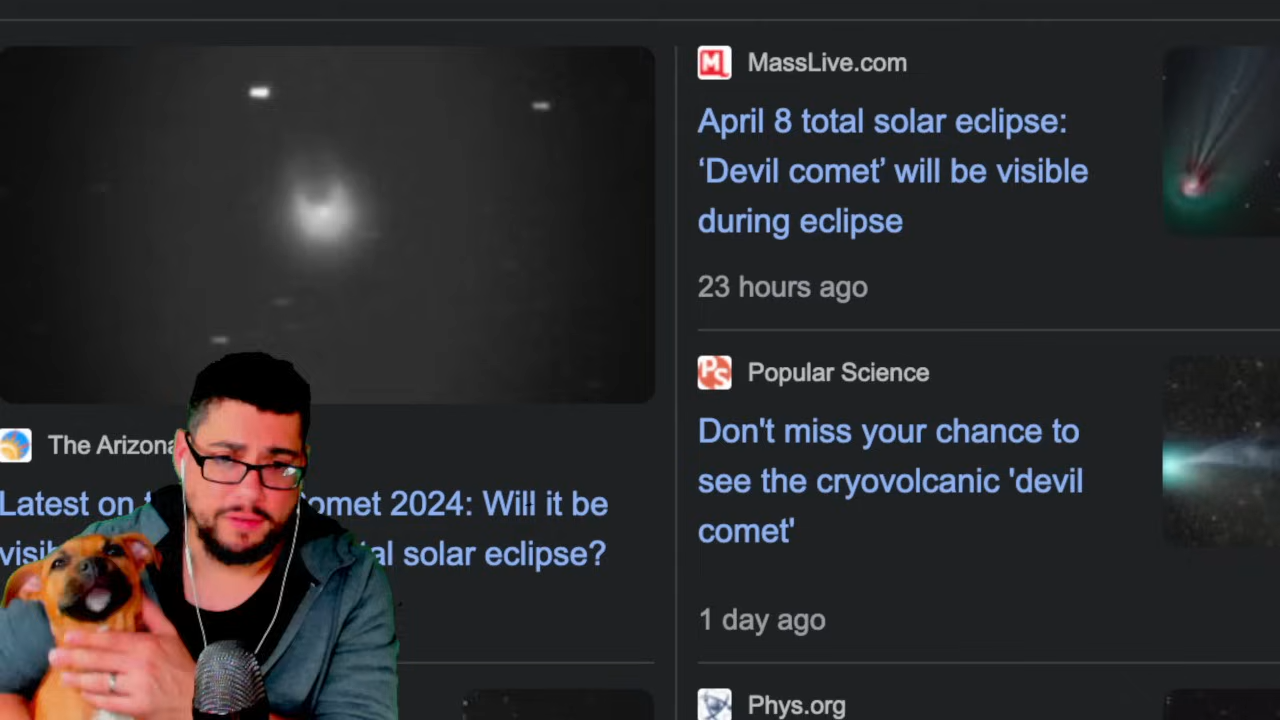 The Arizona
Latest on omet 2024: Will it be
al solar eclipse?
MassLive.com
April 8 total solar eclipse:
‘Devil comet’ will be visible
during eclipse
23 hours ago
Popular Science
Don't miss your chance to
see the cryovolcanic 'devil
comet'
1 day ago
Phys.org